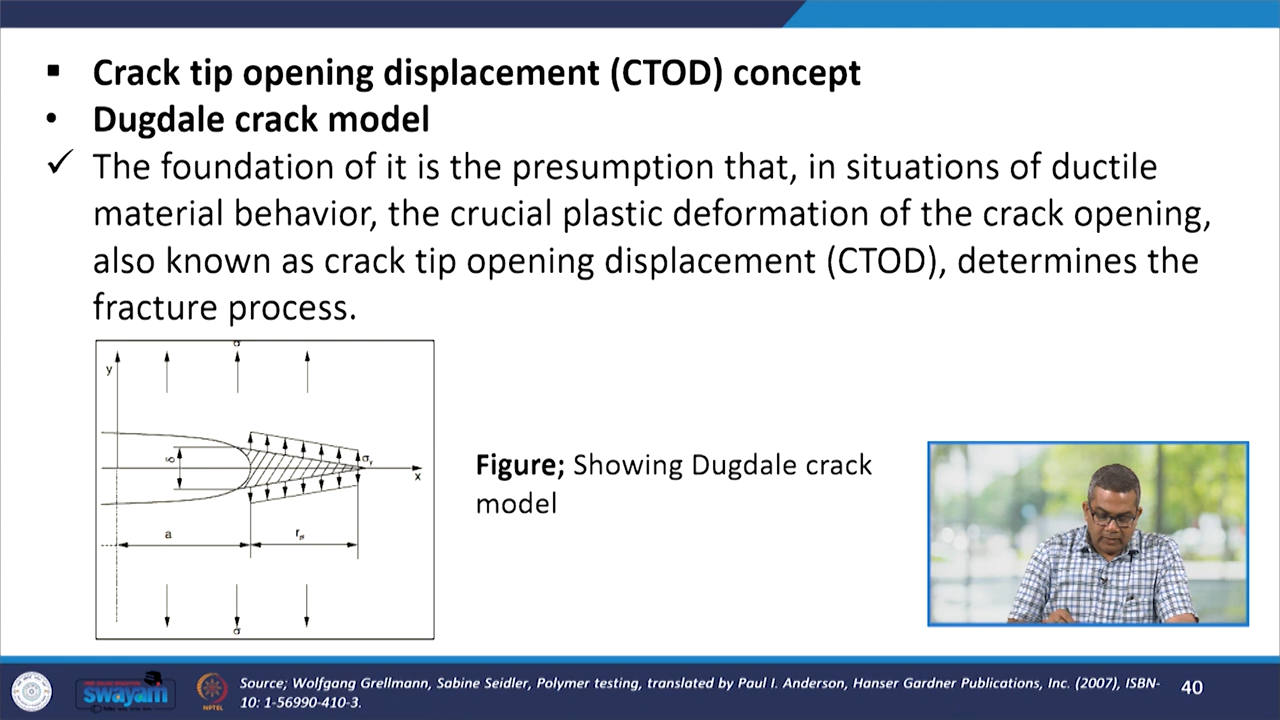 Crack tip opening displacement (CTOD) concept
Dugdale crack model
The foundation of it is the presumption that, in situations of ductile
material behavior, the crucial plastic deformation of the crack opening,
also known as crack tip opening displacement (CTOD), determines the
fracture process.
σ
y
δ
x
a
σ
Figure; Showing Dugdale crack
model
swayam
NPTEL
Source; Wolfgang Grellmann, Sabine Seidler, Polymer testing, translated by Paul I. Anderson, Hanser Gardner Publications, Inc. (2007), ISBN-
10: 1-56990-410-3.
40